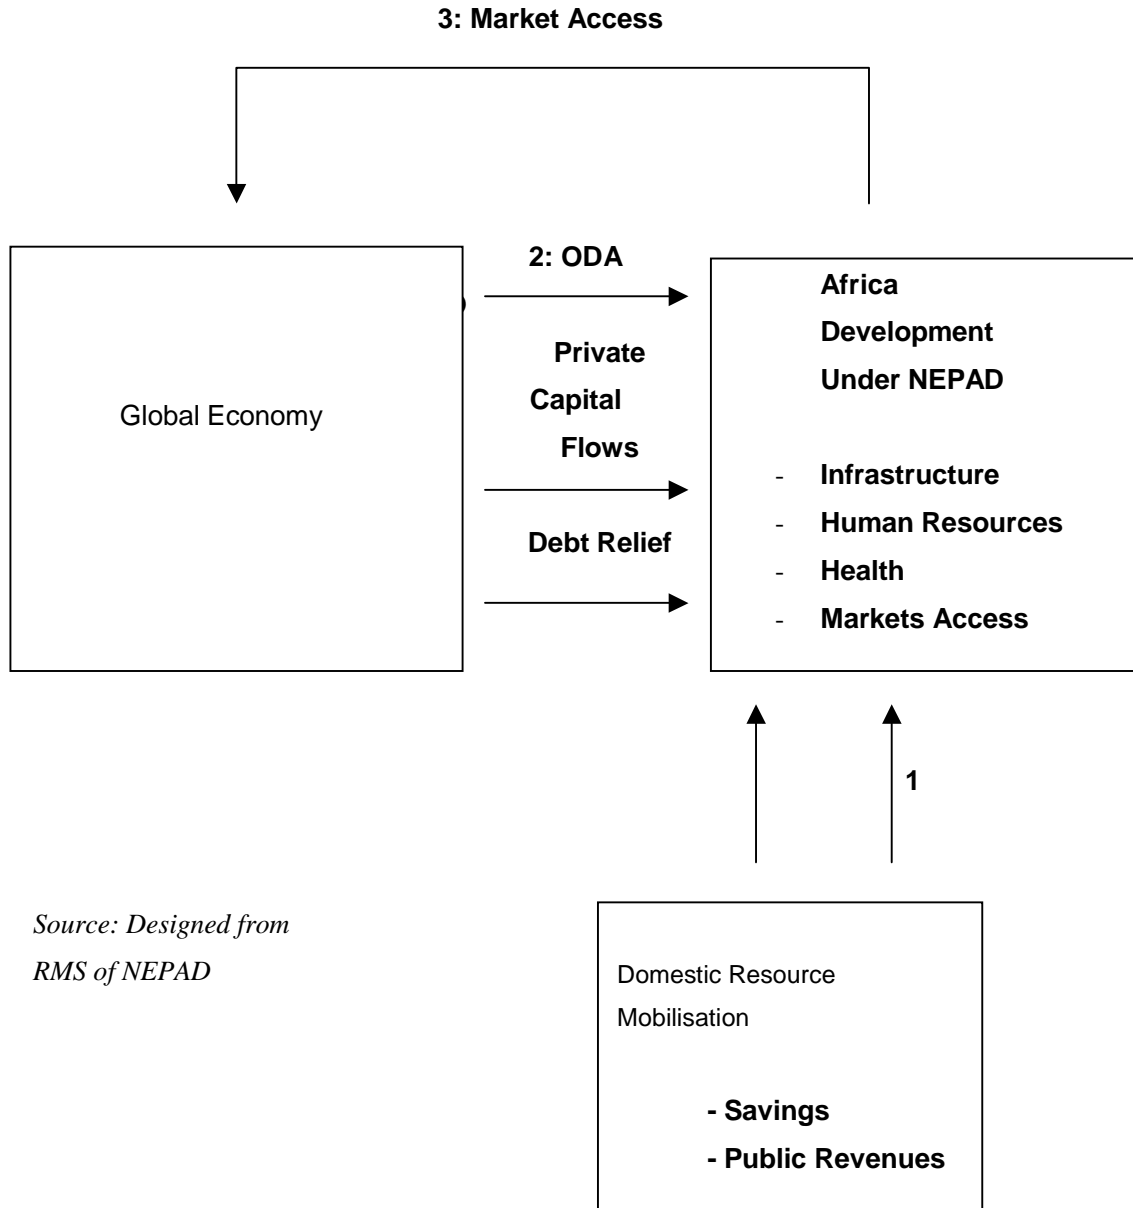 3: Market Access
Global Economy
2: ODA
Private
Capital
Flows
Debt Relief
Africa
Development
Under NEPAD
- Infrastructure
- Human Resources
- Health
- Markets Access
1
Source: Designed from
RMS of NEPAD
Domestic Resource
Mobilisation
- Savings
- Public Revenues